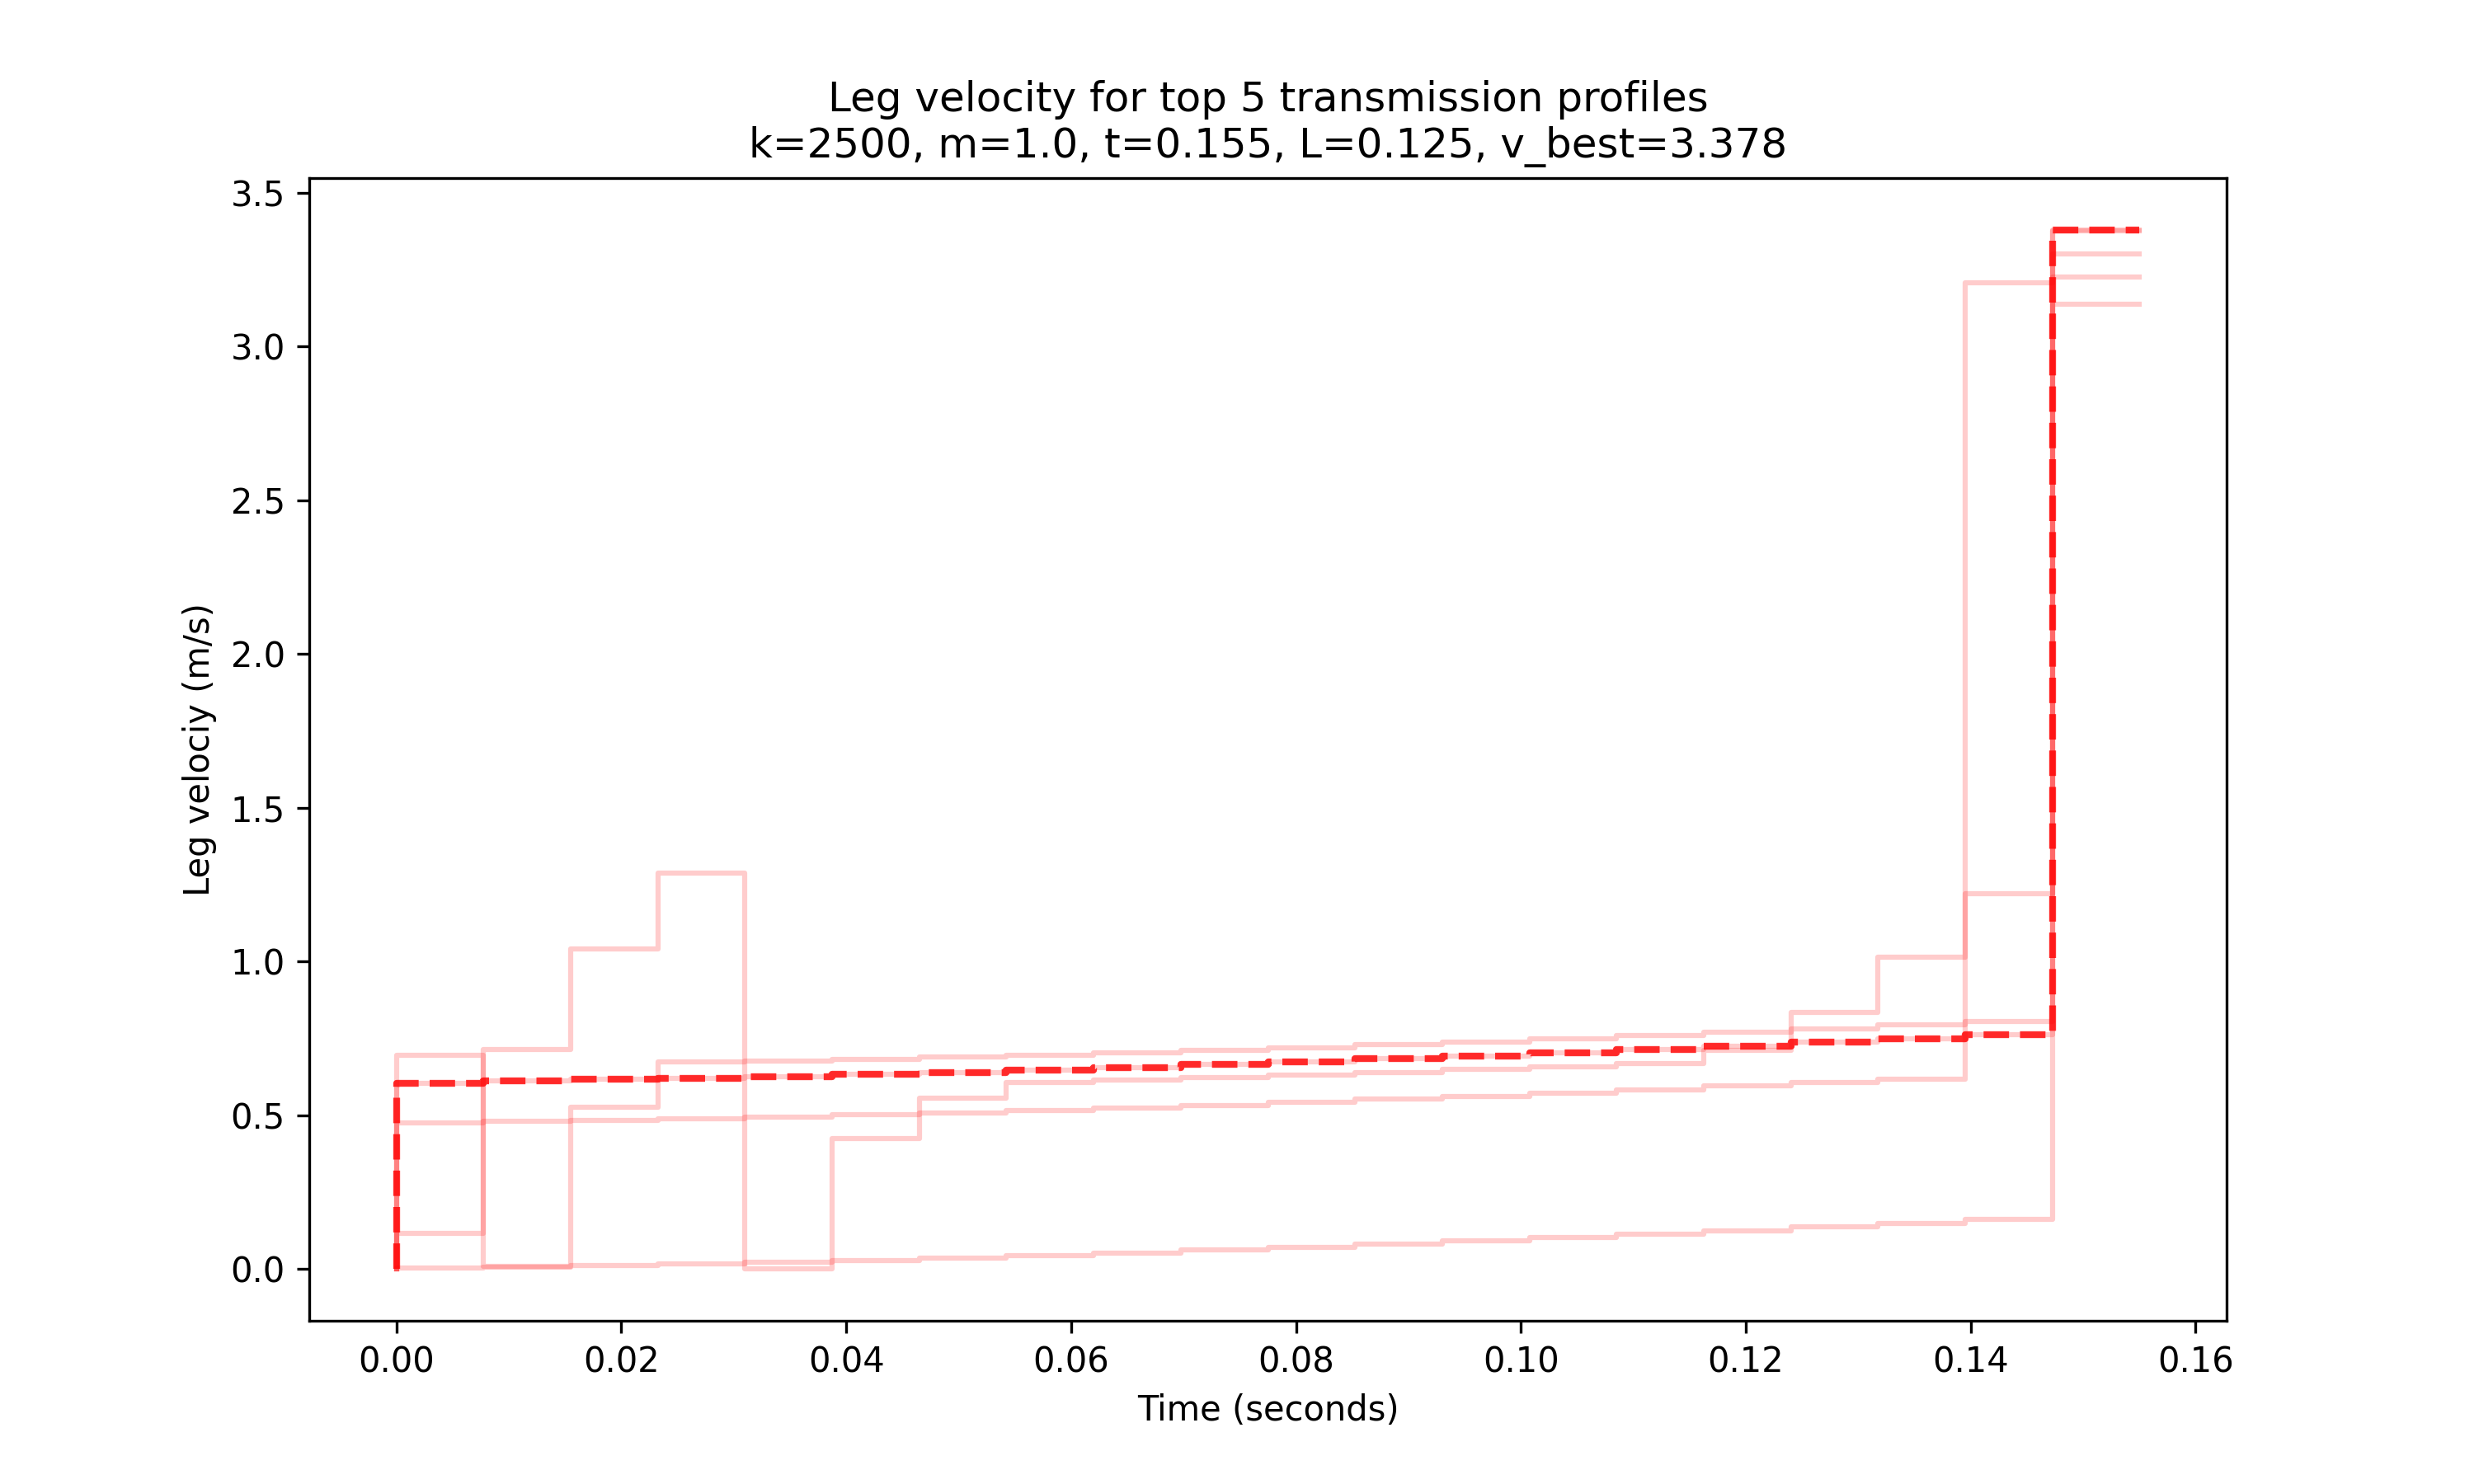 Leg velocity for top 5 transmission profiles
k=2500, m=1.0, t=0.155, L=0.125, v_best=3.378
3.5
3.0
2.5
2.0
1.5
1.0
0.5
0.0
Leg velociy (m/s)
0.00 0.02 0.04 0.06 0.08 0.10 0.12 0.14 0.16
Time (seconds)